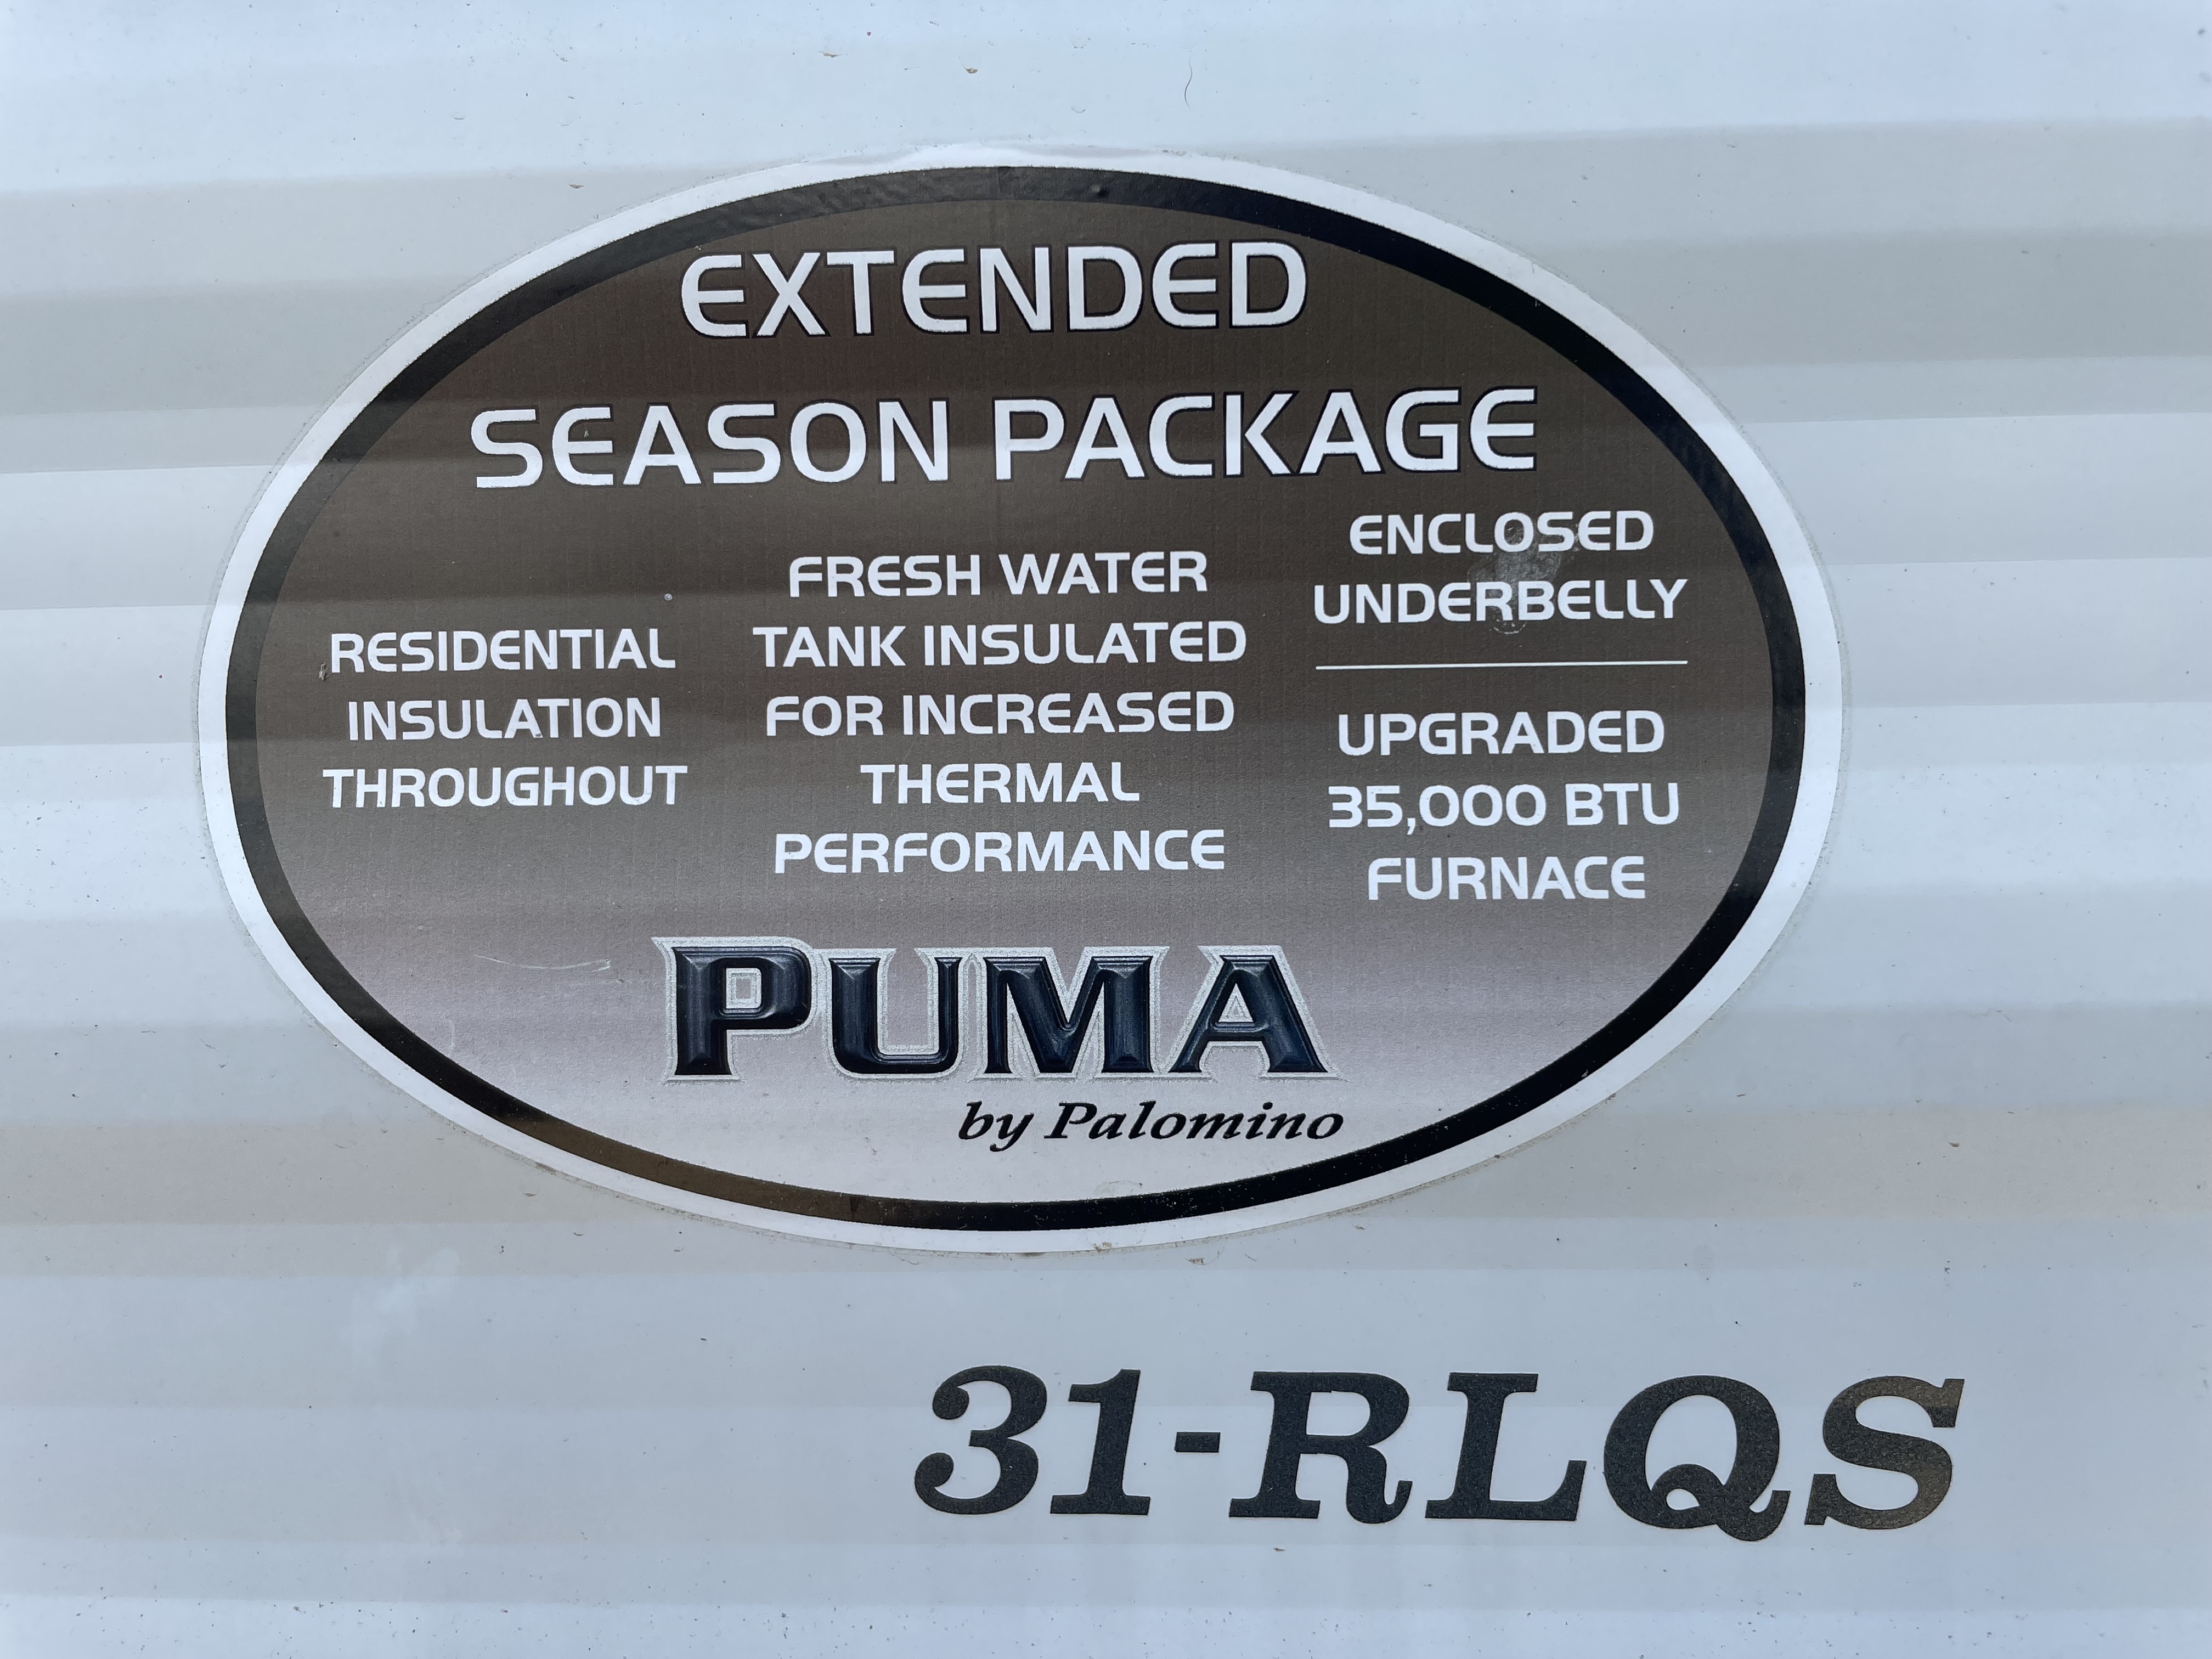 EXTENDED
SEASON PACKAGE
RESIDENTIAL
INSULATION
THROUGHOUT
FRESH WATER
TANK INSULATED
FOR INCREASED
THERMAL
PERFORMANCE
ENCLOSED
UNDERBELLY
UPGRADED
35,000 BTU
FURNACE
PUMA
by Palomino
31-RLQS